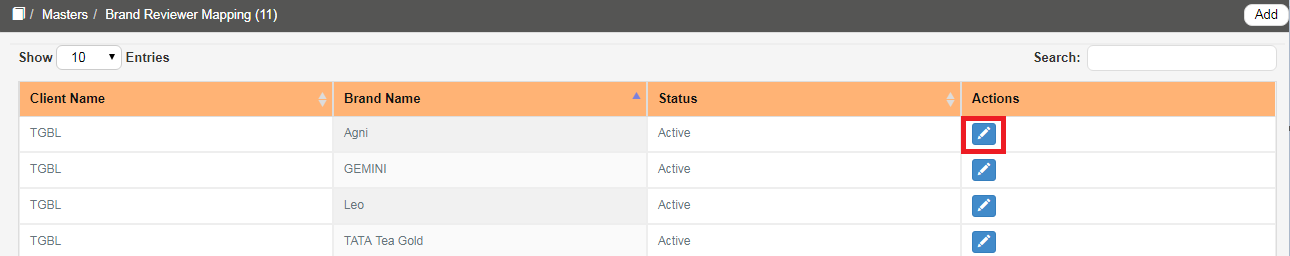 / Masters / Brand Reviewer Mapping (11) Add
Show 10 Entries Search:
Client Name Brand Name Status Actions
TGBL Agni Active
TGBL GEMINI Active
TGBL Leo Active
TGBL TATA Tea Gold Active